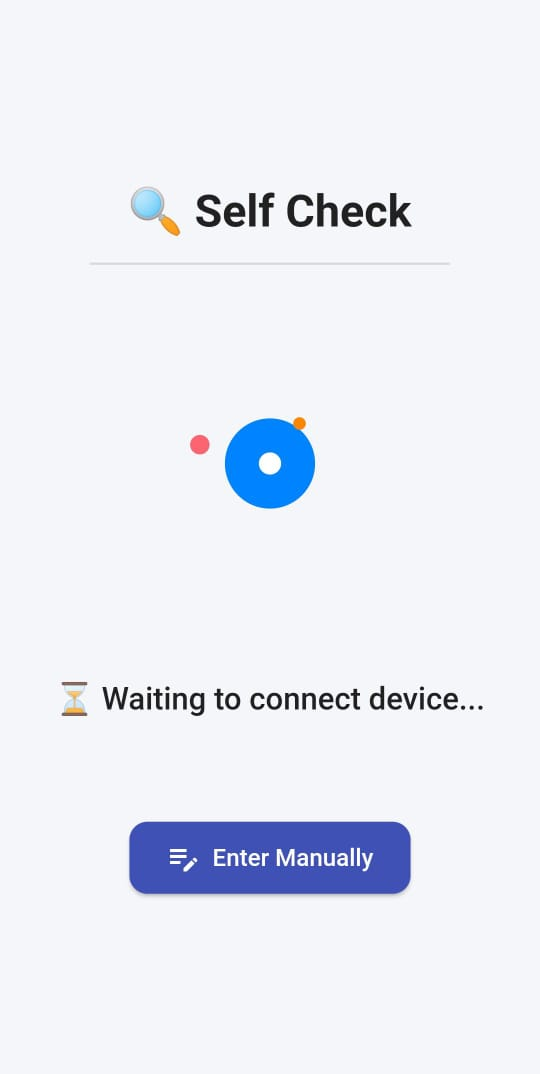 🔍 Self Check
⏳ Waiting to connect device...
Enter Manually